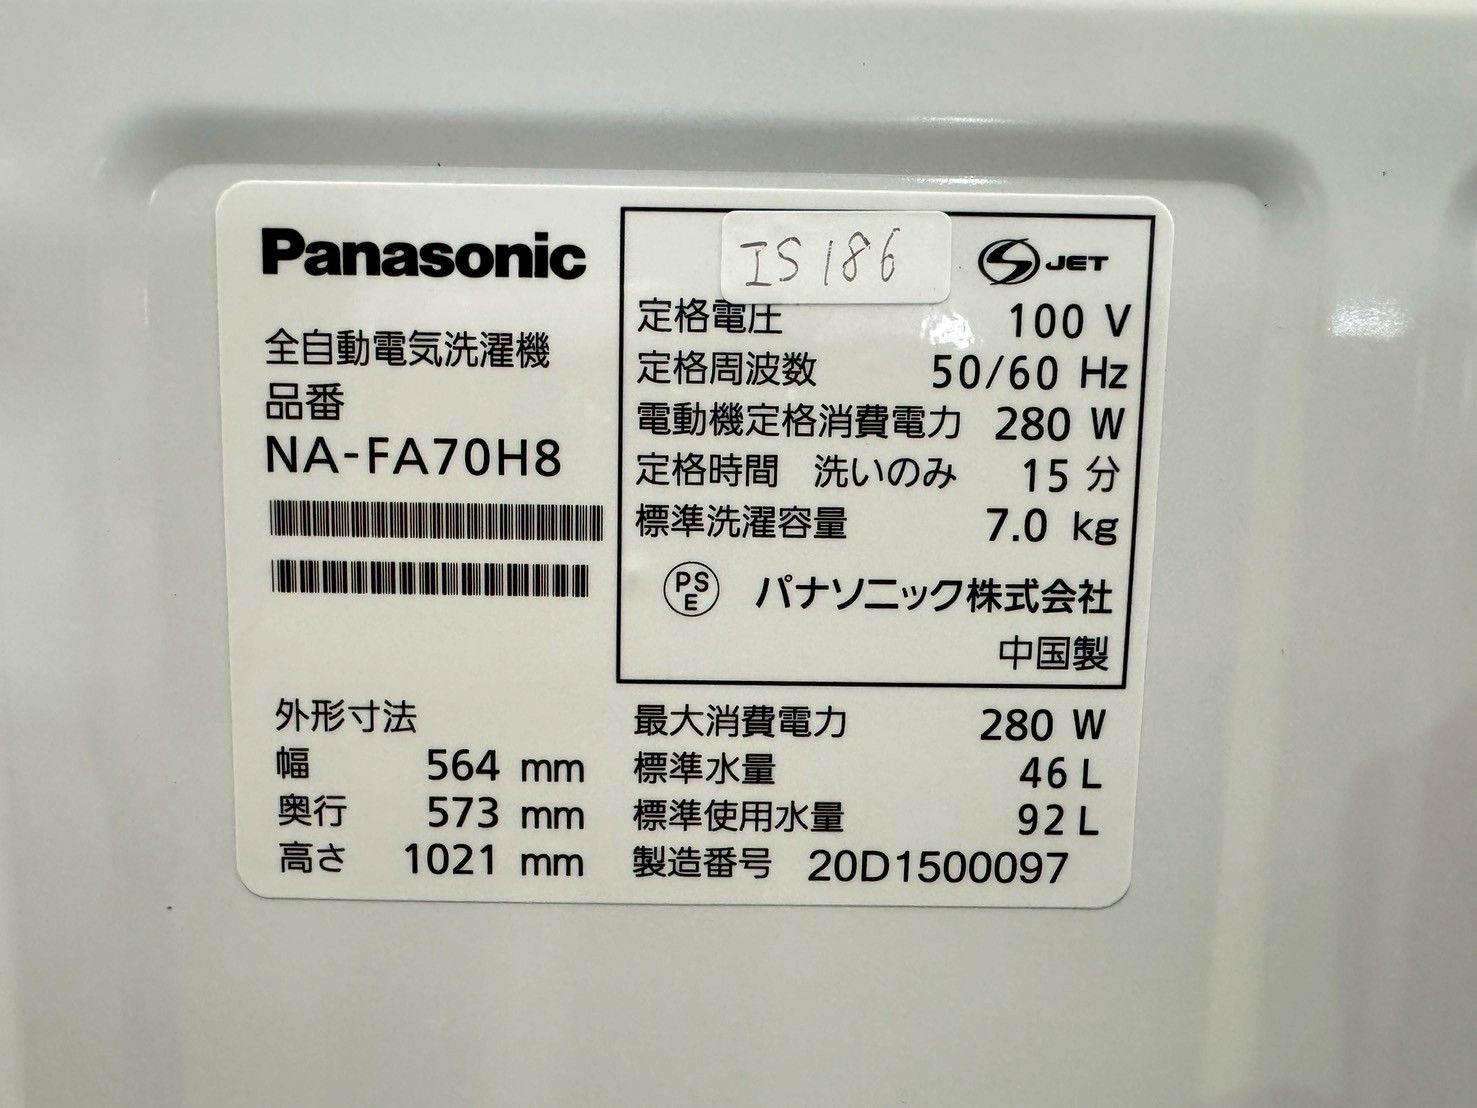 Panasonic
全自動電気洗濯機
品番
NA-FA70H8
IS186
S JET
定格電圧 100 V
定格周波数 50/60 Hz
電動機定格消費電力 280 W
定格時間 洗いのみ 15 分
標準洗濯容量 7.0 kg
PSE パナソニック株式会社
中国製
外形寸法
幅 564 mm
奥行 573 mm
高さ 1021 mm
最大消費電力 280 W
標準水量 46 L
標準使用水量 92 L
製造番号 20D1500097